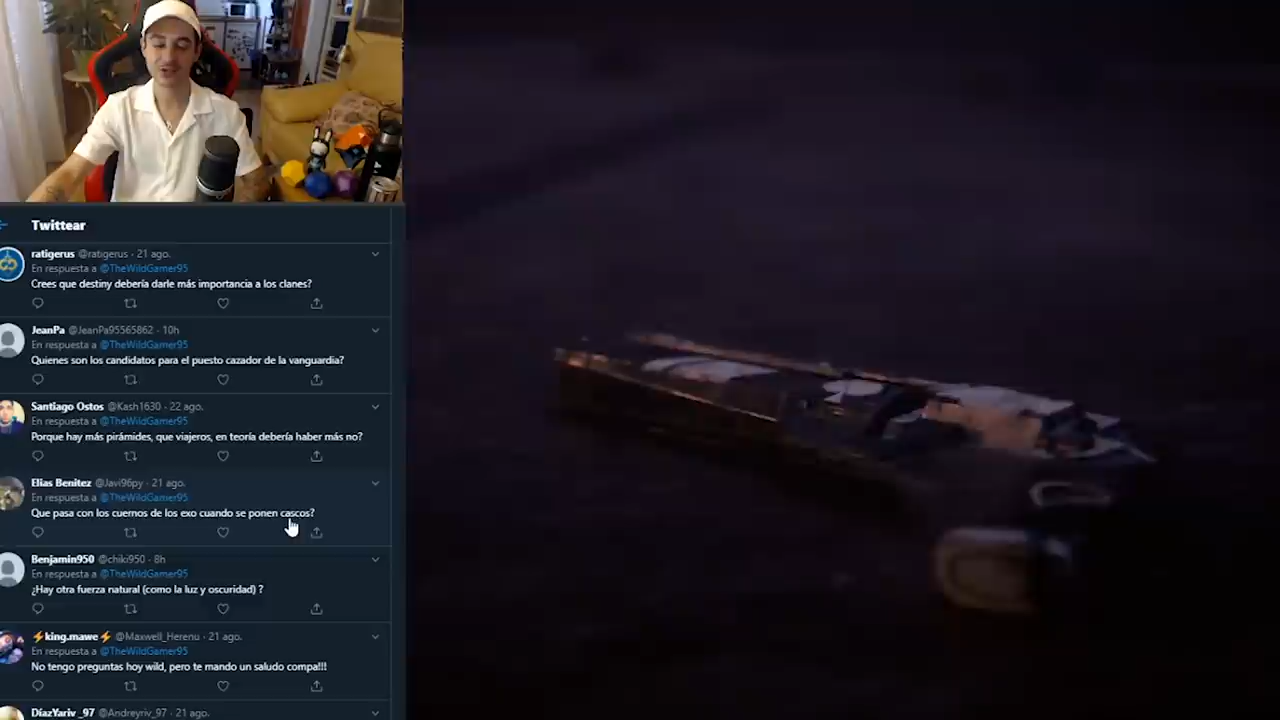 Twittear
ratigerus @ratigerus · 21 ago.
En respuesta a @TheWildGamer95
Crees que destiny debería darle más importancia a los clanes?
JeanPa @JeanPa95565862 · 10h
En respuesta a @TheWildGamer95
Quienes son los candidatos para el puesto cazador de la vanguardia?
Santiago Ostos @Kash1630 · 22 ago.
En respuesta a @TheWildGamer95
Porque hay más pirámides, que viajeros, en teoría debería haber más no?
Elias Benitez @Javi96py · 21 ago.
En respuesta a @TheWildGamer95
Que pasa con los cuernos de los exo cuando se ponen cascos?
Benjamin950 @chiki950 · 8h
En respuesta a @TheWildGamer95
¿Hay otra fuerza natural (como la luz y oscuridad) ?
⚡king.mawe⚡ @Maxwell_Herenu · 21 ago.
En respuesta a @TheWildGamer95
No tengo preguntas hoy wild, pero te mando un saludo compa!!!
DíazYariv_97 @Andreyriv_97 · 21 ago.